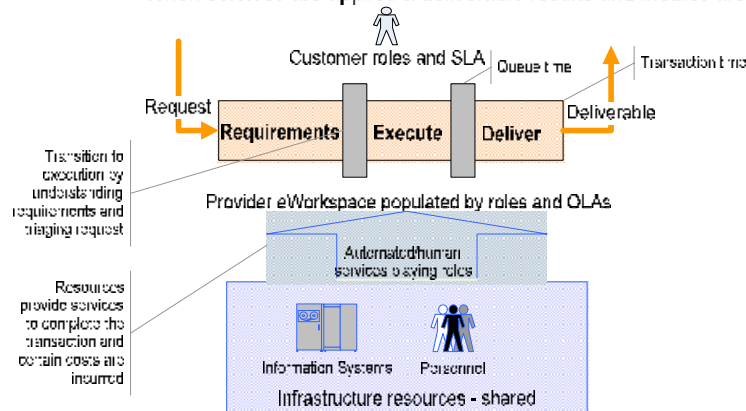 Customer roles and SLA
Queue time
Transaction time
Request
Deliverable
Requirements
Execute
Deliver
Transition to
execution by
understanding
requirements and
triaging request
Provider eWorkspace populated by roles and OLAs
Automated/human
services playing roles
Resources
provide services
to complete the
transaction and
certain costs are
incurred
Information Systems
Personnel
Infrastructure resources - shared